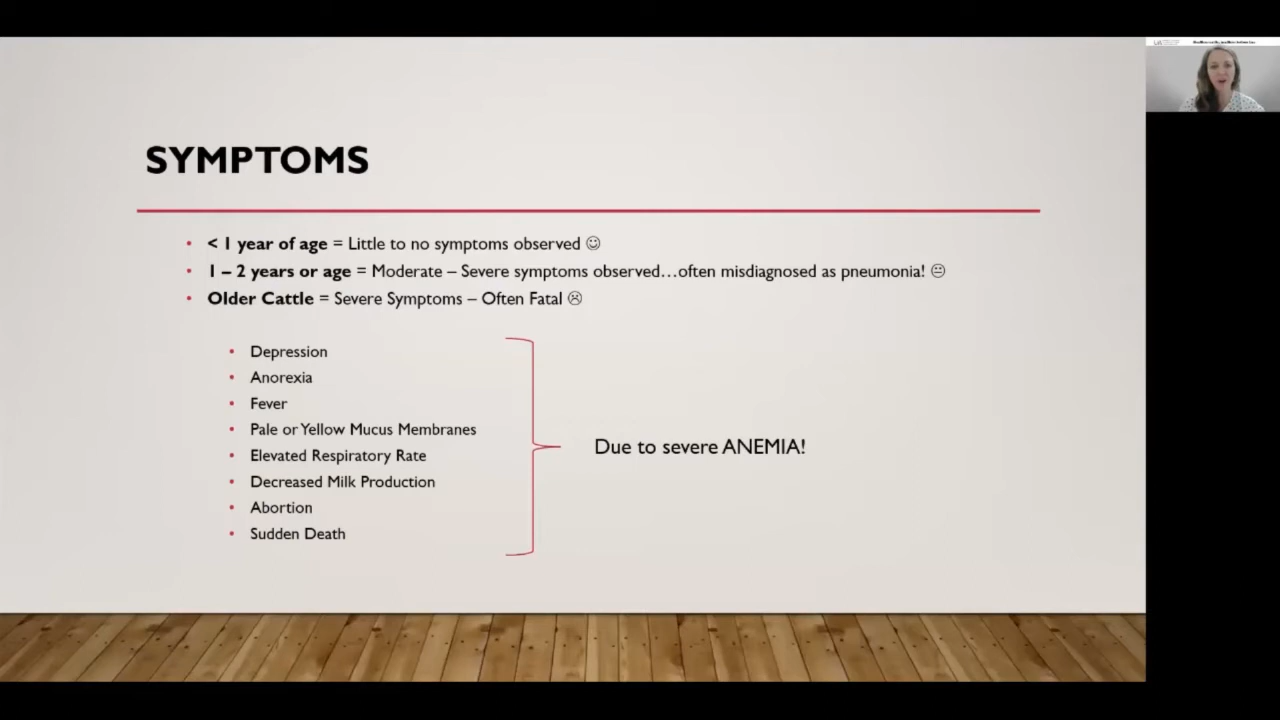 SYMPTOMS
• < 1 year of age = Little to no symptoms observed ☺
• 1 – 2 years or age = Moderate – Severe symptoms observed…often misdiagnosed as pneumonia! 😐
• Older Cattle = Severe Symptoms – Often Fatal ☹
• Depression
• Anorexia
• Fever
• Pale or Yellow Mucus Membranes
• Elevated Respiratory Rate
• Decreased Milk Production
• Abortion
• Sudden Death
Due to severe ANEMIA!